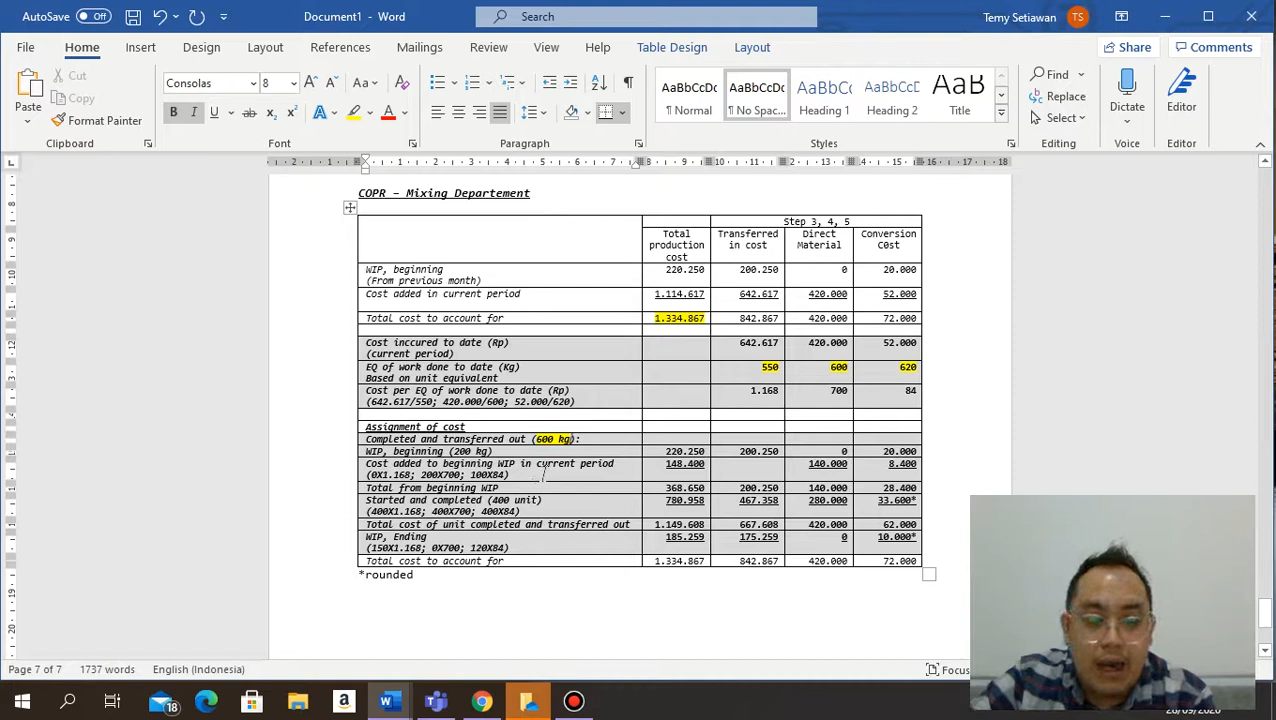 AutoSave Off Document1 - Word Search Temy Setiawan TS
File Home Insert Design Layout References Mailings Review View Help Table Design Layout Share Comments
Paste Cut Copy Format Painter Clipboard
Consolas 8 Font
Paragraph
AaBbCcDc ¶ Normal
AaBbCcDc ¶ No Spac...
AaBbCc Heading 1
AaBbCcD Heading 2
AaB Title
Styles
Find Replace Select Editing
Dictate Voice
Editor Editor
COPR – Mixing Departement
Step 3, 4, 5
Total production cost Transferred in cost Direct Material Conversion C0st
WIP, beginning 220.250 200.250 0 20.000
(From previous month)
Cost added in current period 1.114.617 642.617 420.000 52.000
Total cost to account for 1.334.867 842.867 420.000 72.000
Cost inccured to date (Rp) 642.617 420.000 52.000
(current period)
EQ of work done to date (Kg) 550 600 620
Based on unit equivalent
Cost per EQ of work done to date (Rp) 1.168 700 84
(642.617/550; 420.000/600; 52.000/620)
Assignment of cost
Completed and transferred out (600 kg):
WIP, beginning (200 kg) 220.250 200.250 0 20.000
Cost added to beginning WIP in current period 148.400 140.000 8.400
(0X1.168; 200X700; 100X84)
Total from beginning WIP 368.650 200.250 140.000 28.400
Started and completed (400 unit) 780.958 467.358 280.000 33.600*
(400X1.168; 400X700; 400X84)
Total cost of unit completed and transferred out 1.149.608 667.608 420.000 62.000
WIP, Ending 185.259 175.259 0 10.000*
(150X1.168; 0X700; 120X84)
Total cost to account for 1.334.867 842.867 420.000 72.000
*rounded
Page 7 of 7 1737 words English (Indonesia) Focus
18